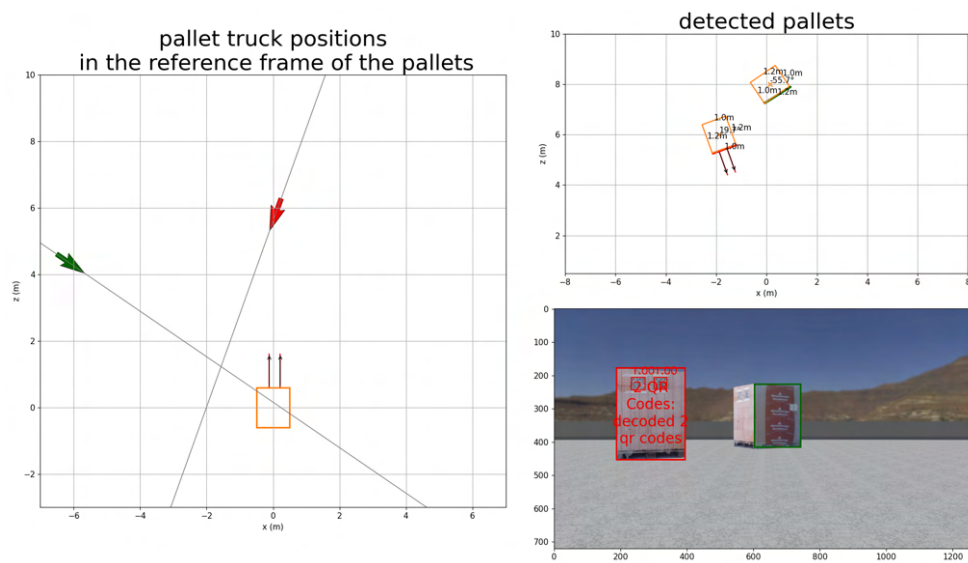 pallet truck positions
in the reference frame of the pallets
10
8
6
4
2
0
−2
z (m)
−6
−4
−2
0
2
4
6
x (m)
detected pallets
10
8
6
4
2
z (m)
1.2m
1.0m
-55.7°
1.0m
1.2m
1.0m
1.2m
1.2m
1.0m
−8
−6
−4
−2
0
2
4
6
8
x (m)
0
100
200
300
400
500
600
700
1.001.00
2 QR
Codes:
decoded 2
qr codes
0
200
400
600
800
1000
1200